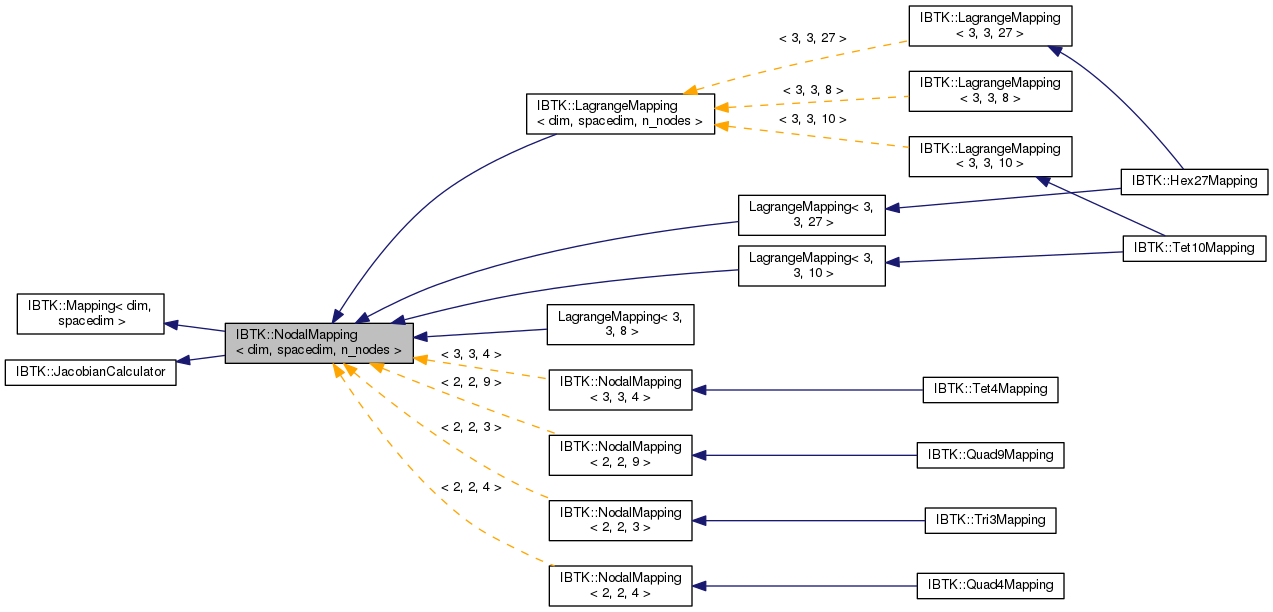 IBTK::LagrangeMapping
< 3, 3, 27 >
< 3, 3, 27 >
IBTK::LagrangeMapping
< 3, 3, 8 >
< 3, 3, 8 >
IBTK::LagrangeMapping
< dim, spacedim, n_nodes >
< 3, 3, 10 >
IBTK::LagrangeMapping
< 3, 3, 10 >
IBTK::Hex27Mapping
LagrangeMapping< 3,
3, 27 >
IBTK::Tet10Mapping
LagrangeMapping< 3,
3, 10 >
IBTK::Mapping< dim,
spacedim >
LagrangeMapping< 3,
3, 8 >
IBTK::NodalMapping
< dim, spacedim, n_nodes >
IBTK::JacobianCalculator
< 3, 3, 4 >
IBTK::NodalMapping
< 3, 3, 4 >
IBTK::Tet4Mapping
< 2, 2, 9 >
IBTK::NodalMapping
< 2, 2, 9 >
IBTK::Quad9Mapping
< 2, 2, 3 >
IBTK::NodalMapping
< 2, 2, 3 >
IBTK::Tri3Mapping
< 2, 2, 4 >
IBTK::NodalMapping
< 2, 2, 4 >
IBTK::Quad4Mapping